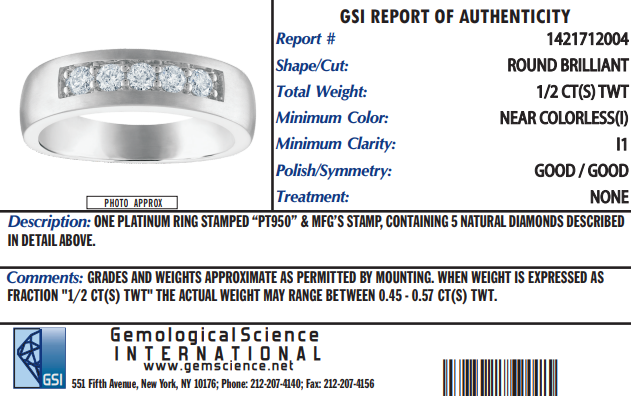 GSI REPORT OF AUTHENTICITY
Report # 1421712004
Shape/Cut: ROUND BRILLIANT
Total Weight: 1/2 CT(S) TWT
Minimum Color: NEAR COLORLESS(I)
Minimum Clarity: I1
Polish/Symmetry: GOOD / GOOD
Treatment: NONE
PHOTO APPROX
Description: ONE PLATINUM RING STAMPED “PT950” & MFG'S STAMP, CONTAINING 5 NATURAL DIAMONDS DESCRIBED
IN DETAIL ABOVE.
Comments: GRADES AND WEIGHTS APPROXIMATE AS PERMITTED BY MOUNTING. WHEN WEIGHT IS EXPRESSED AS
FRACTION "1/2 CT(S) TWT" THE ACTUAL WEIGHT MAY RANGE BETWEEN 0.45 - 0.57 CT(S) TWT.
GSI
Gemological Science
INTERNATIONAL
www.gemscience.net
551 Fifth Avenue, New York, NY 10176; Phone: 212-207-4140; Fax: 212-207-4156